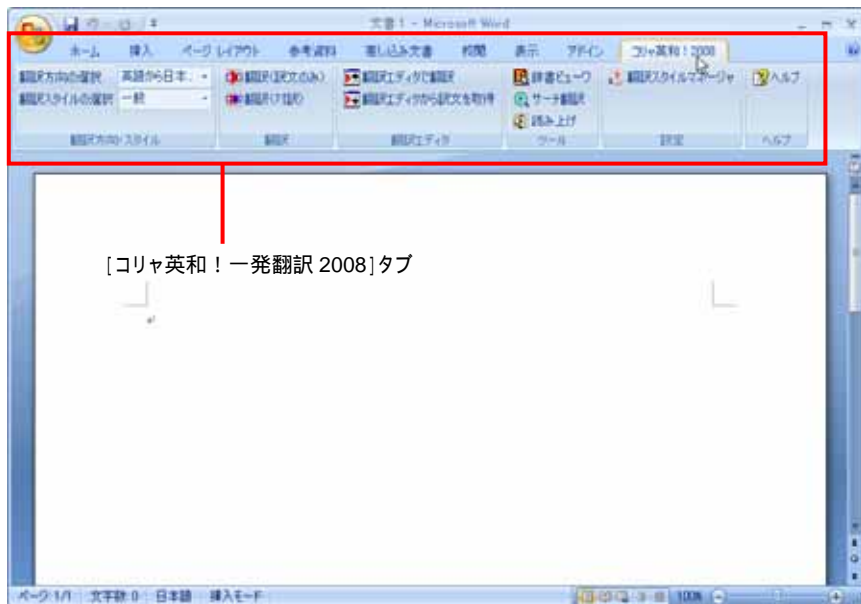 文書1 - Microsoft Word
ホーム 挿入 ページ レイアウト 参考資料 差し込み文書 校閲 表示 アドイン コリャ英和!2008
翻訳方向の選択 英語から日本. 翻訳(訳文のみ) 翻訳エディタで翻訳 辞書ビューワ 翻訳スタイルマネージャ ヘルプ
翻訳スタイルの選択 一般 翻訳エディタから訳文を取得 サーチ翻訳
読み上げ
翻訳方向・スタイル 翻訳 翻訳エディタ ツール 設定 ヘルプ
[コリャ英和!一発翻訳 2008]タブ
ページ 1/1 文字数: 0 日本語 挿入モード 100%